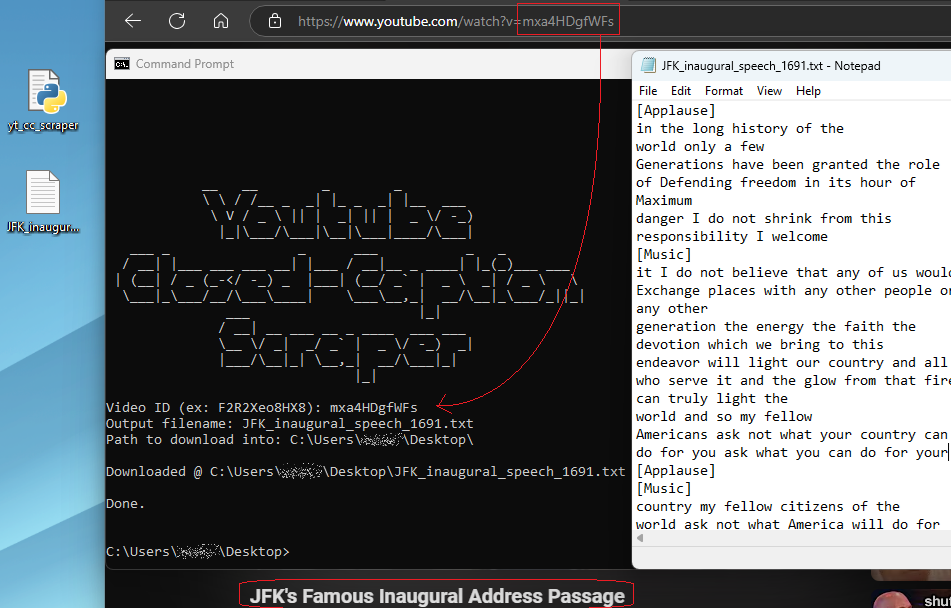 https://www.youtube.com/watch?v=mxa4HDgfWFs
Command Prompt
yt_cc_scraper
JFK_inaugur...
Youtube
Closed-Caption
Scraper
Video ID (ex: F2R2Xeo8HX8): mxa4HDgfWFs
Output filename: JFK_inaugural_speech_1691.txt
Path to download into: C:\Users\ \Desktop\
Downloaded @ C:\Users\ \Desktop\JFK_inaugural_speech_1691.txt
Done.
C:\Users\ \Desktop>
JFK_inaugural_speech_1691.txt - Notepad
File Edit Format View Help
[Applause]
in the long history of the
world only a few
Generations have been granted the role
of Defending freedom in its hour of
Maximum
danger I do not shrink from this
responsibility I welcome
[Music]
it I do not believe that any of us woul
Exchange places with any other people o
any other
generation the energy the faith the
devotion which we bring to this
endeavor will light our country and all
who serve it and the glow from that fire
can truly light the
world and so my fellow
Americans ask not what your country can
do for you ask what you can do for your
[Applause]
[Music]
country my fellow citizens of the
world ask not what America will do for
JFK's Famous Inaugural Address Passage
shu